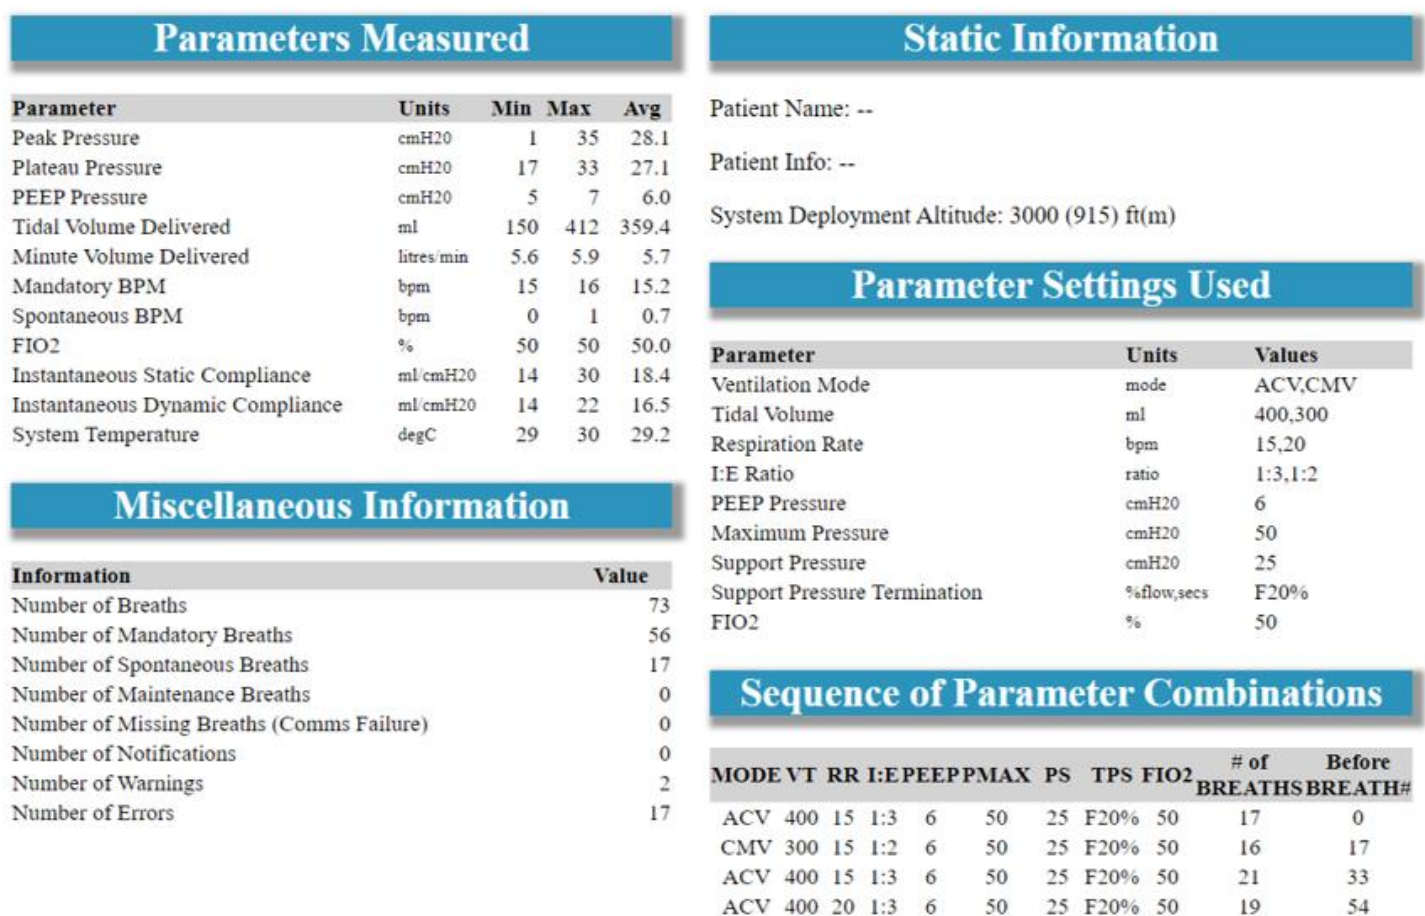 Parameters Measured
Parameter Units Min Max Avg
Peak Pressure cmH20 1 35 28.1
Plateau Pressure cmH20 17 33 27.1
PEEP Pressure cmH20 5 7 6.0
Tidal Volume Delivered ml 150 412 359.4
Minute Volume Delivered litres/min 5.6 5.9 5.7
Mandatory BPM bpm 15 16 15.2
Spontaneous BPM bpm 0 1 0.7
FIO2 % 50 50 50.0
Instantaneous Static Compliance ml/cmH20 14 30 18.4
Instantaneous Dynamic Compliance ml/cmH20 14 22 16.5
System Temperature degC 29 30 29.2
Miscellaneous Information
Information Value
Number of Breaths 73
Number of Mandatory Breaths 56
Number of Spontaneous Breaths 17
Number of Maintenance Breaths 0
Number of Missing Breaths (Comms Failure) 0
Number of Notifications 0
Number of Warnings 2
Number of Errors 17
Static Information
Patient Name: --
Patient Info: --
System Deployment Altitude: 3000 (915) ft(m)
Parameter Settings Used
Parameter Units Values
Ventilation Mode mode ACV,CMV
Tidal Volume ml 400,300
Respiration Rate bpm 15,20
I:E Ratio ratio 1:3,1:2
PEEP Pressure cmH20 6
Maximum Pressure cmH20 50
Support Pressure cmH20 25
Support Pressure Termination %flow,secs F20%
FIO2 % 50
Sequence of Parameter Combinations
MODE VT RR I:E PEEP PMAX PS TPS FIO2 # of BREATHS Before BREATH#
ACV 400 15 1:3 6 50 25 F20% 50 17 0
CMV 300 15 1:2 6 50 25 F20% 50 16 17
ACV 400 15 1:3 6 50 25 F20% 50 21 33
ACV 400 20 1:3 6 50 25 F20% 50 19 54